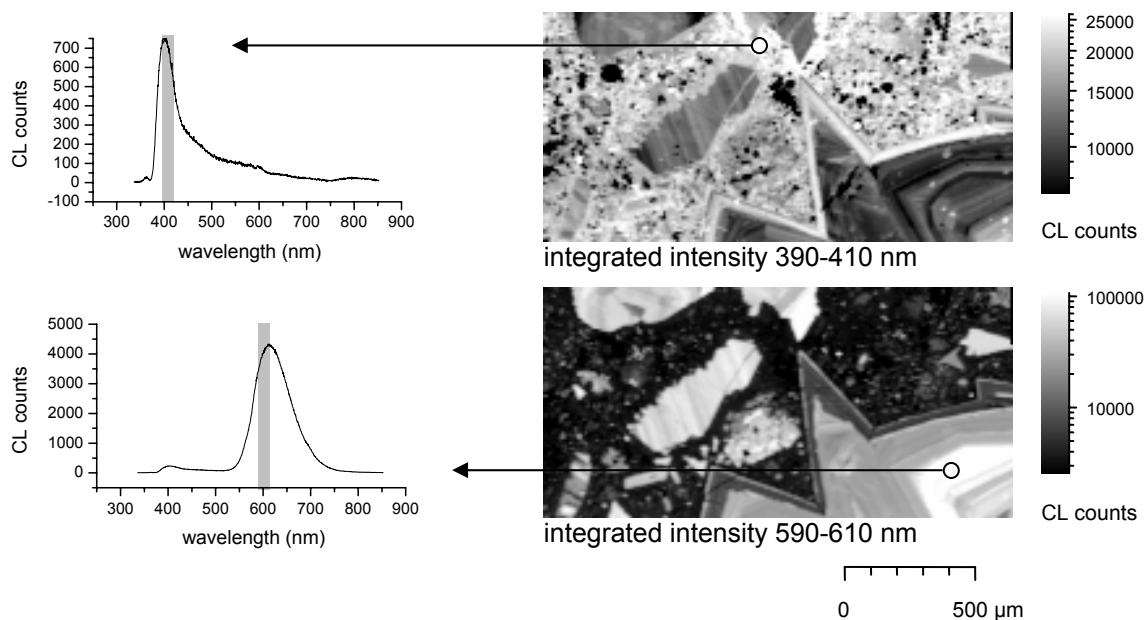 CL counts
700
600
500
400
300
200
100
0
-100
300 400 500 600 700 800 900
wavelength (nm)
integrated intensity 390-410 nm
25000
20000
15000
10000
CL counts
CL counts
5000
4000
3000
2000
1000
0
300 400 500 600 700 800 900
wavelength (nm)
integrated intensity 590-610 nm
100000
10000
CL counts
0 500 µm